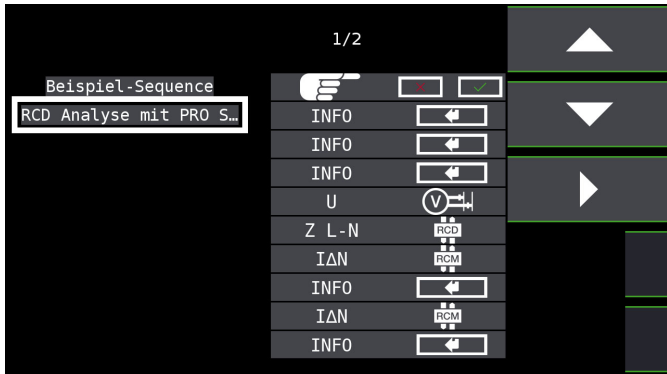 1/2
Beispiel-Sequence
RCD Analyse mit PRO S…
INFO
INFO
INFO
U V
Z L-N RCD
IΔN RCM
INFO
IΔN RCM
INFO